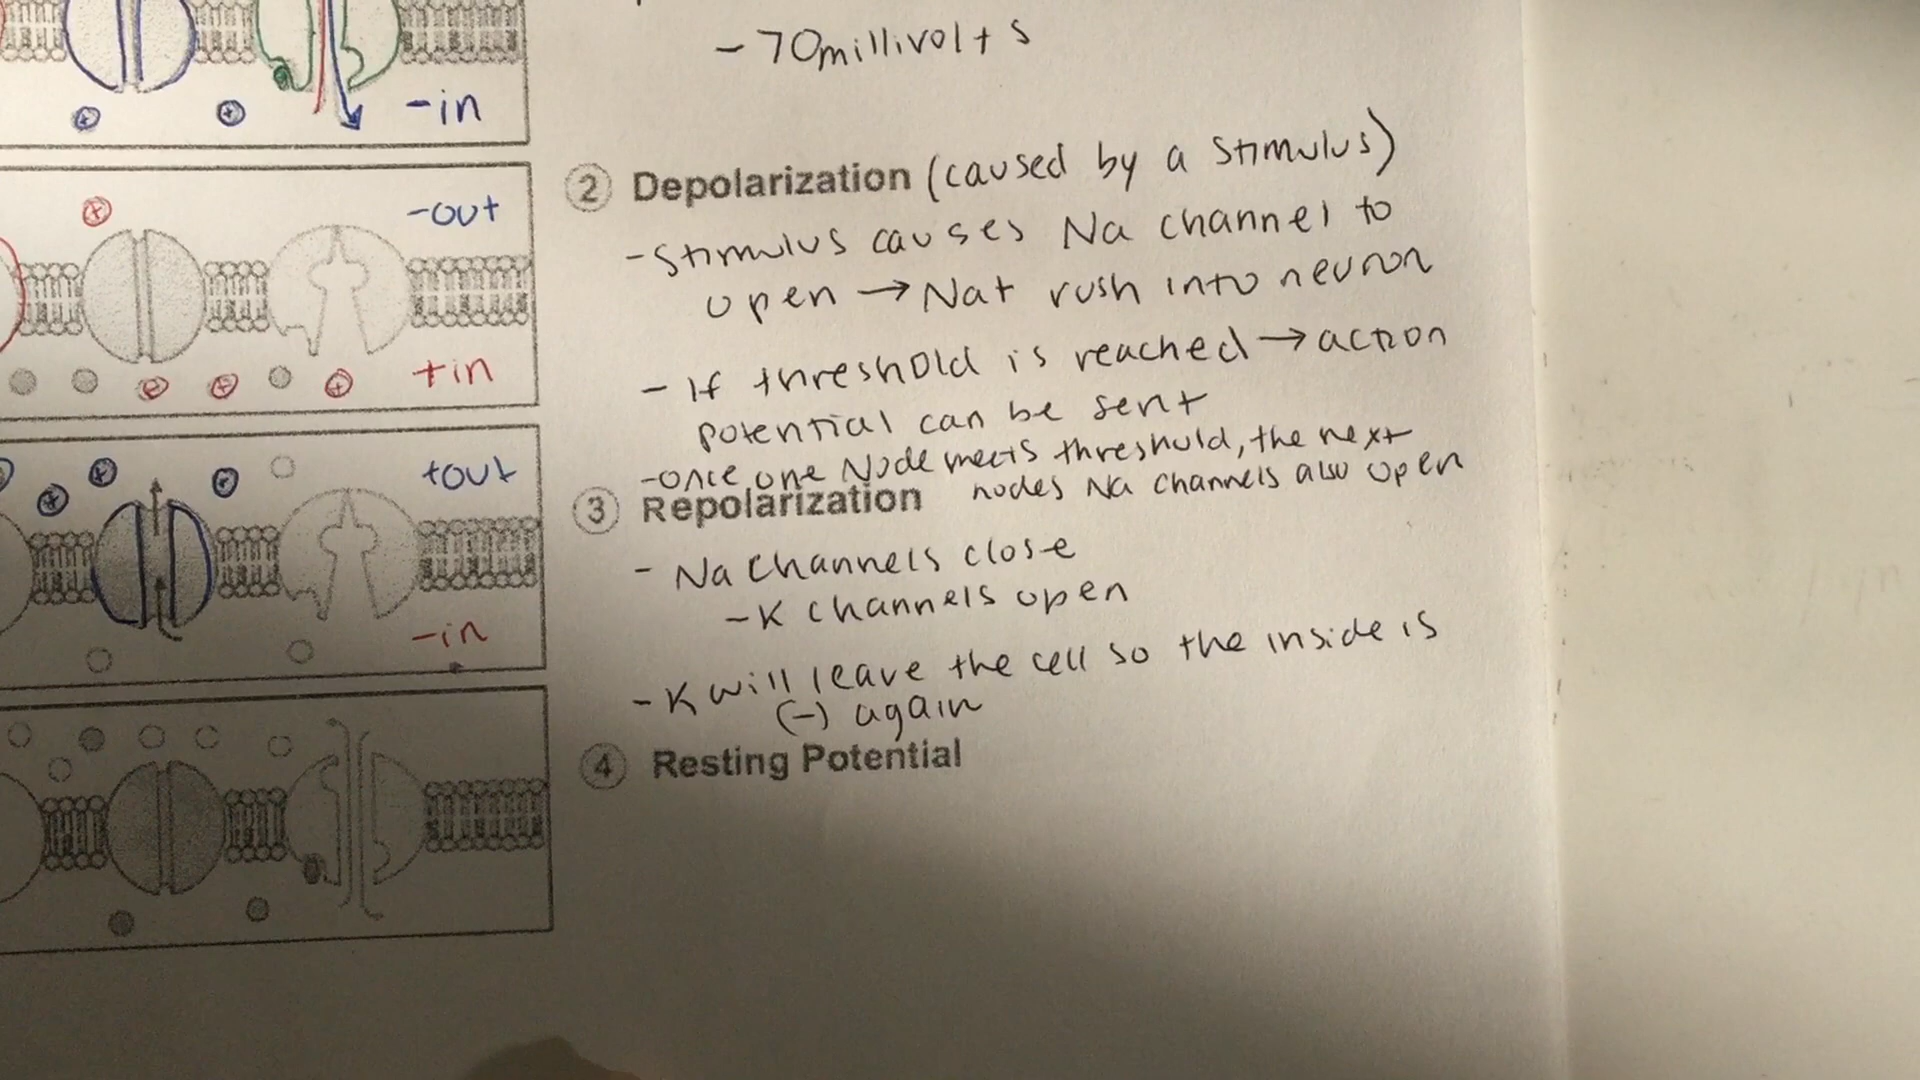 -70millivolts
-in
② Depolarization (caused by a stimulus)
-out
-Stimulus causes Na channel to
open → Na+ rush into neuron
- If threshold is reached → action
+in
potential can be sent
-once one Node meets threshold, the next
nodes Na channels also open
③ Repolarization
+out
- Na channels close
-K channels open
-in
-K will leave the cell so the inside is
(-) again
④ Resting Potential